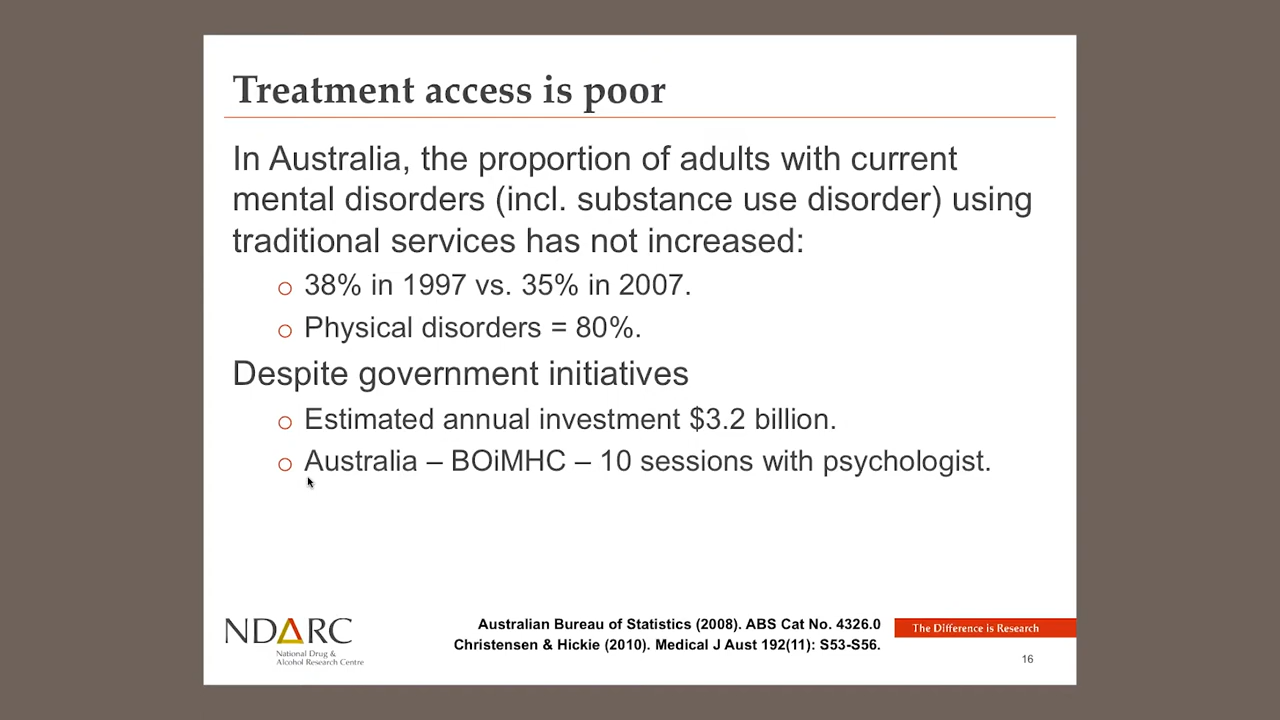 Treatment access is poor
In Australia, the proportion of adults with current
mental disorders (incl. substance use disorder) using
traditional services has not increased:
o 38% in 1997 vs. 35% in 2007.
o Physical disorders = 80%.
Despite government initiatives
o Estimated annual investment $3.2 billion.
o Australia – BOiMHC – 10 sessions with psychologist.
NDARC
National Drug &
Alcohol Research Centre
Australian Bureau of Statistics (2008). ABS Cat No. 4326.0
Christensen & Hickie (2010). Medical J Aust 192(11): S53-S56.
The Difference is Research
16